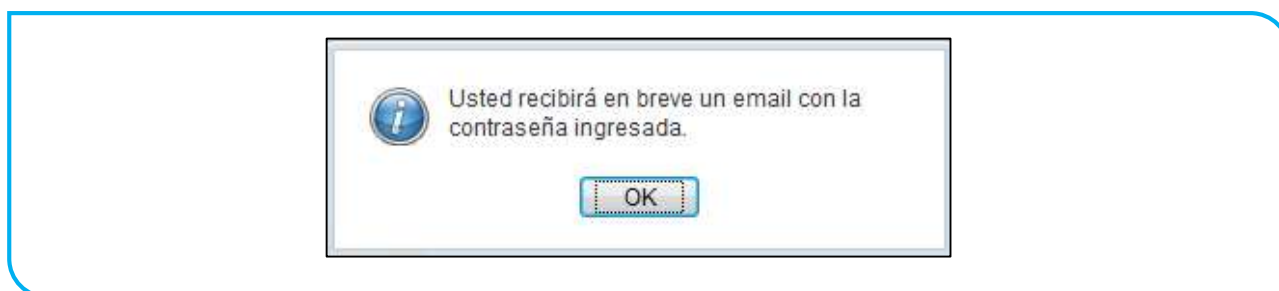 Usted recibirá en breve un email con la
contraseña ingresada.
OK